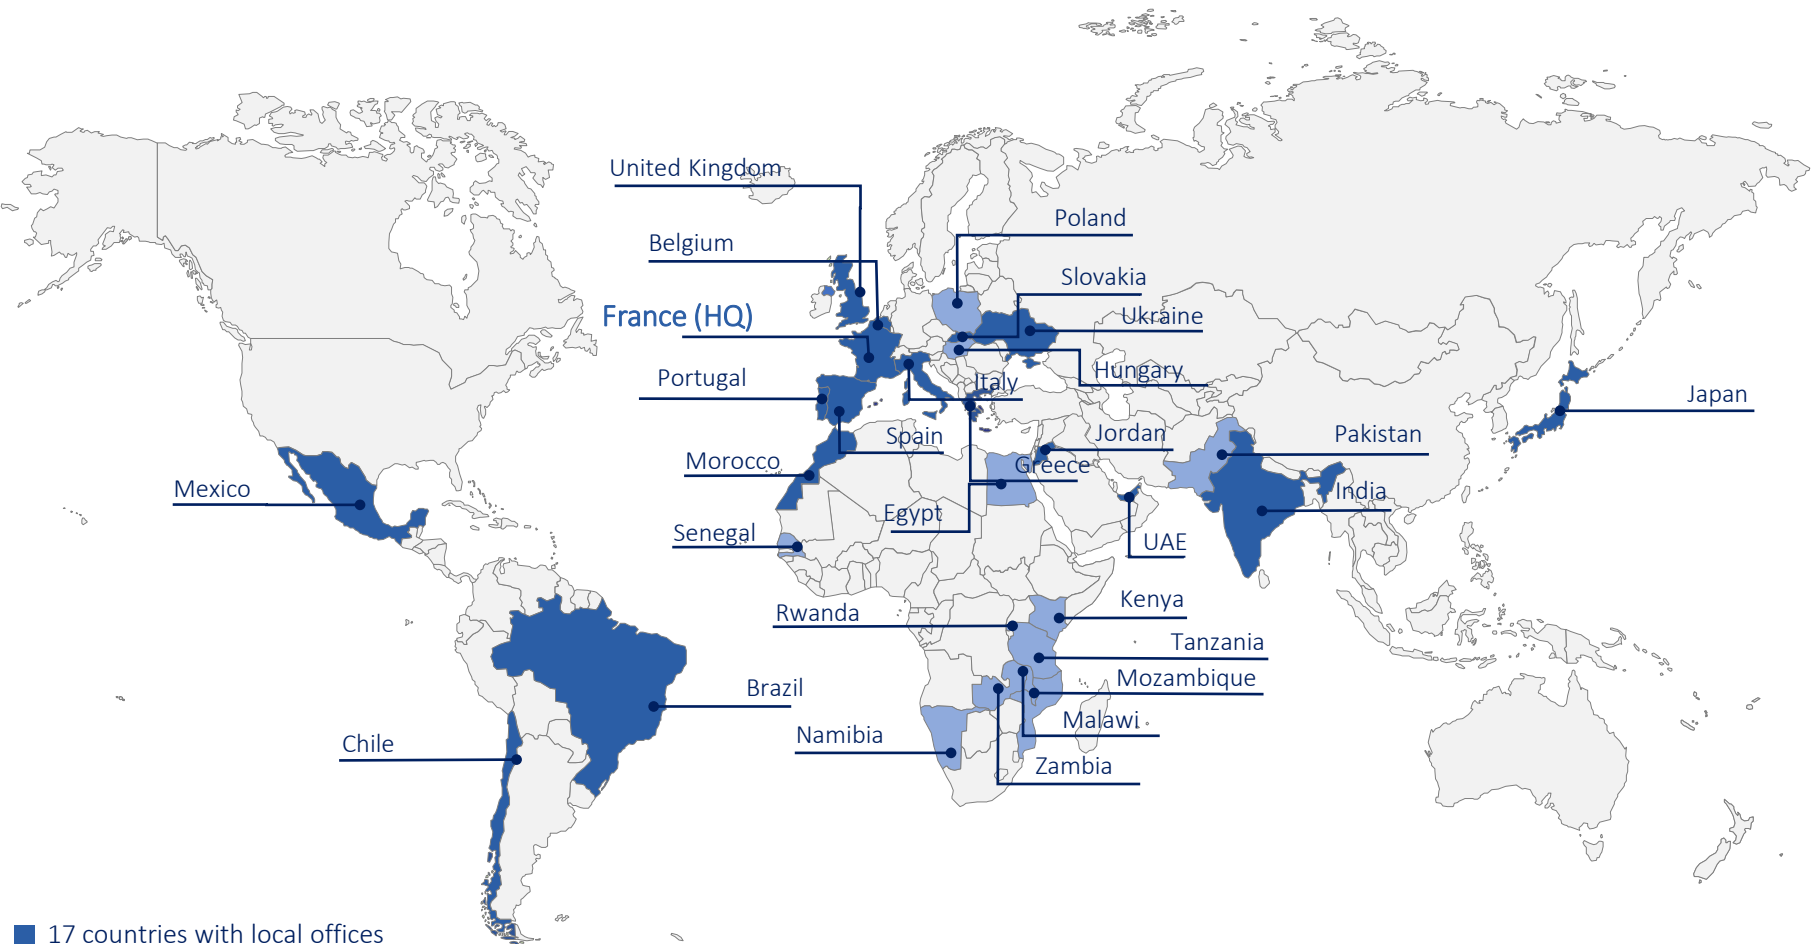 United Kingdom
Poland
Belgium
Slovakia
France (HQ)
Ukraine
Hungary
Portugal
Italy
Japan
Spain
Jordan
Pakistan
Morocco
Greece
Mexico
India
Egypt
Senegal
UAE
Kenya
Rwanda
Tanzania
Mozambique
Brazil
Malawi
Namibia
Chile
Zambia
17 countries with local offices